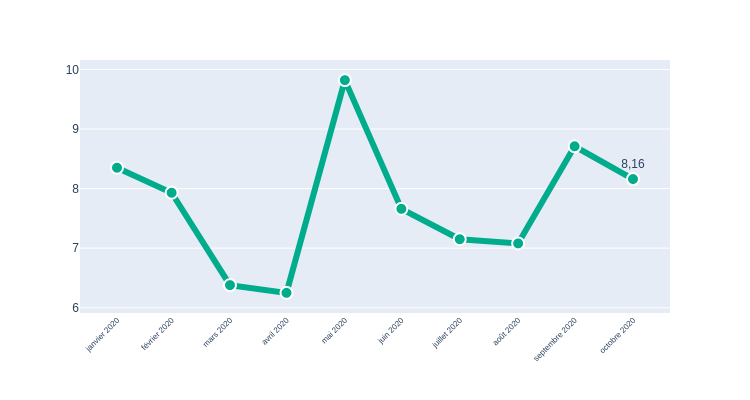 10
9
8
7
6
8,16
janvier 2020
février 2020
mars 2020
avril 2020
mai 2020
juin 2020
juillet 2020
août 2020
septembre 2020
octobre 2020